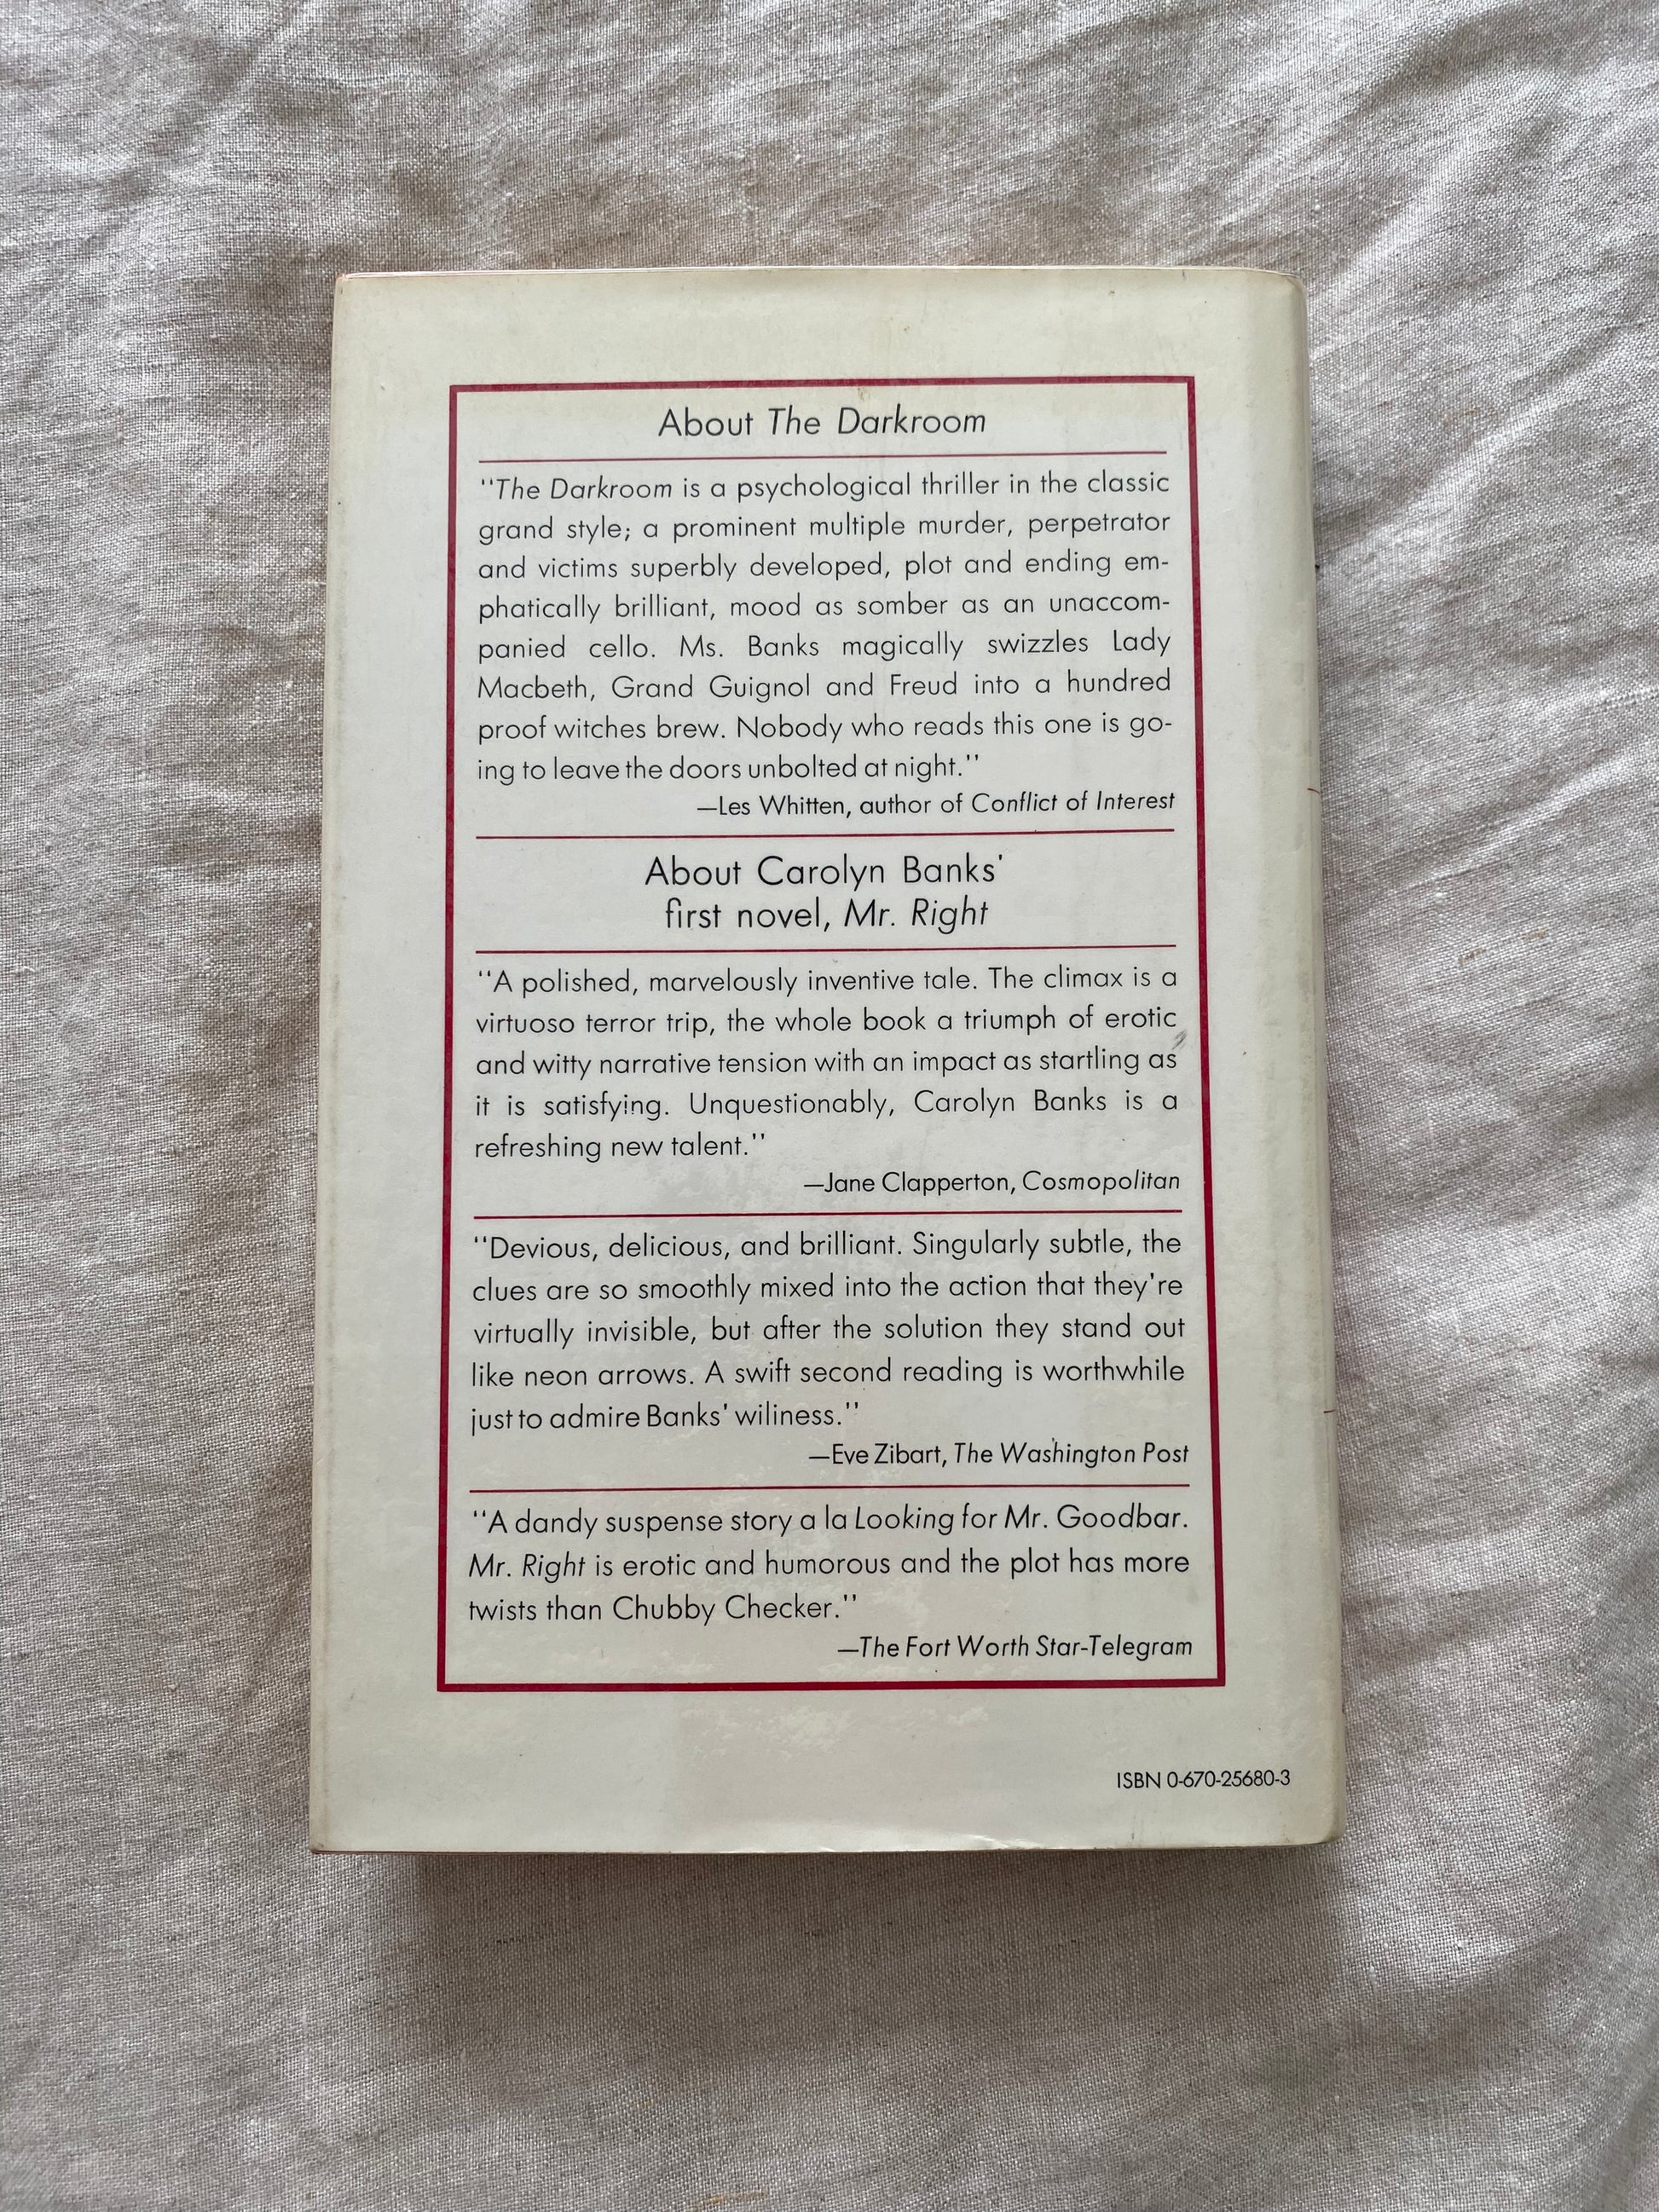 About The Darkroom
"The Darkroom is a psychological thriller in the classic
grand style; a prominent multiple murder, perpetrator
and victims superbly developed, plot and ending em-
phatically brilliant, mood as somber as an unaccom-
panied cello. Ms. Banks magically swizzles Lady
Macbeth, Grand Guignol and Freud into a hundred
proof witches brew. Nobody who reads this one is go-
ing to leave the doors unbolted at night."
—Les Whitten, author of Conflict of Interest
About Carolyn Banks'
first novel, Mr. Right
"A polished, marvelously inventive tale. The climax is a
virtuoso terror trip, the whole book a triumph of erotic
and witty narrative tension with an impact as startling as
it is satisfying. Unquestionably, Carolyn Banks is a
refreshing new talent."
—Jane Clapperton, Cosmopolitan
"Devious, delicious, and brilliant. Singularly subtle, the
clues are so smoothly mixed into the action that they're
virtually invisible, but after the solution they stand out
like neon arrows. A swift second reading is worthwhile
just to admire Banks' wiliness."
—Eve Zibart, The Washington Post
"A dandy suspense story a la Looking for Mr. Goodbar.
Mr. Right is erotic and humorous and the plot has more
twists than Chubby Checker."
—The Fort Worth Star-Telegram
ISBN 0-670-25680-3